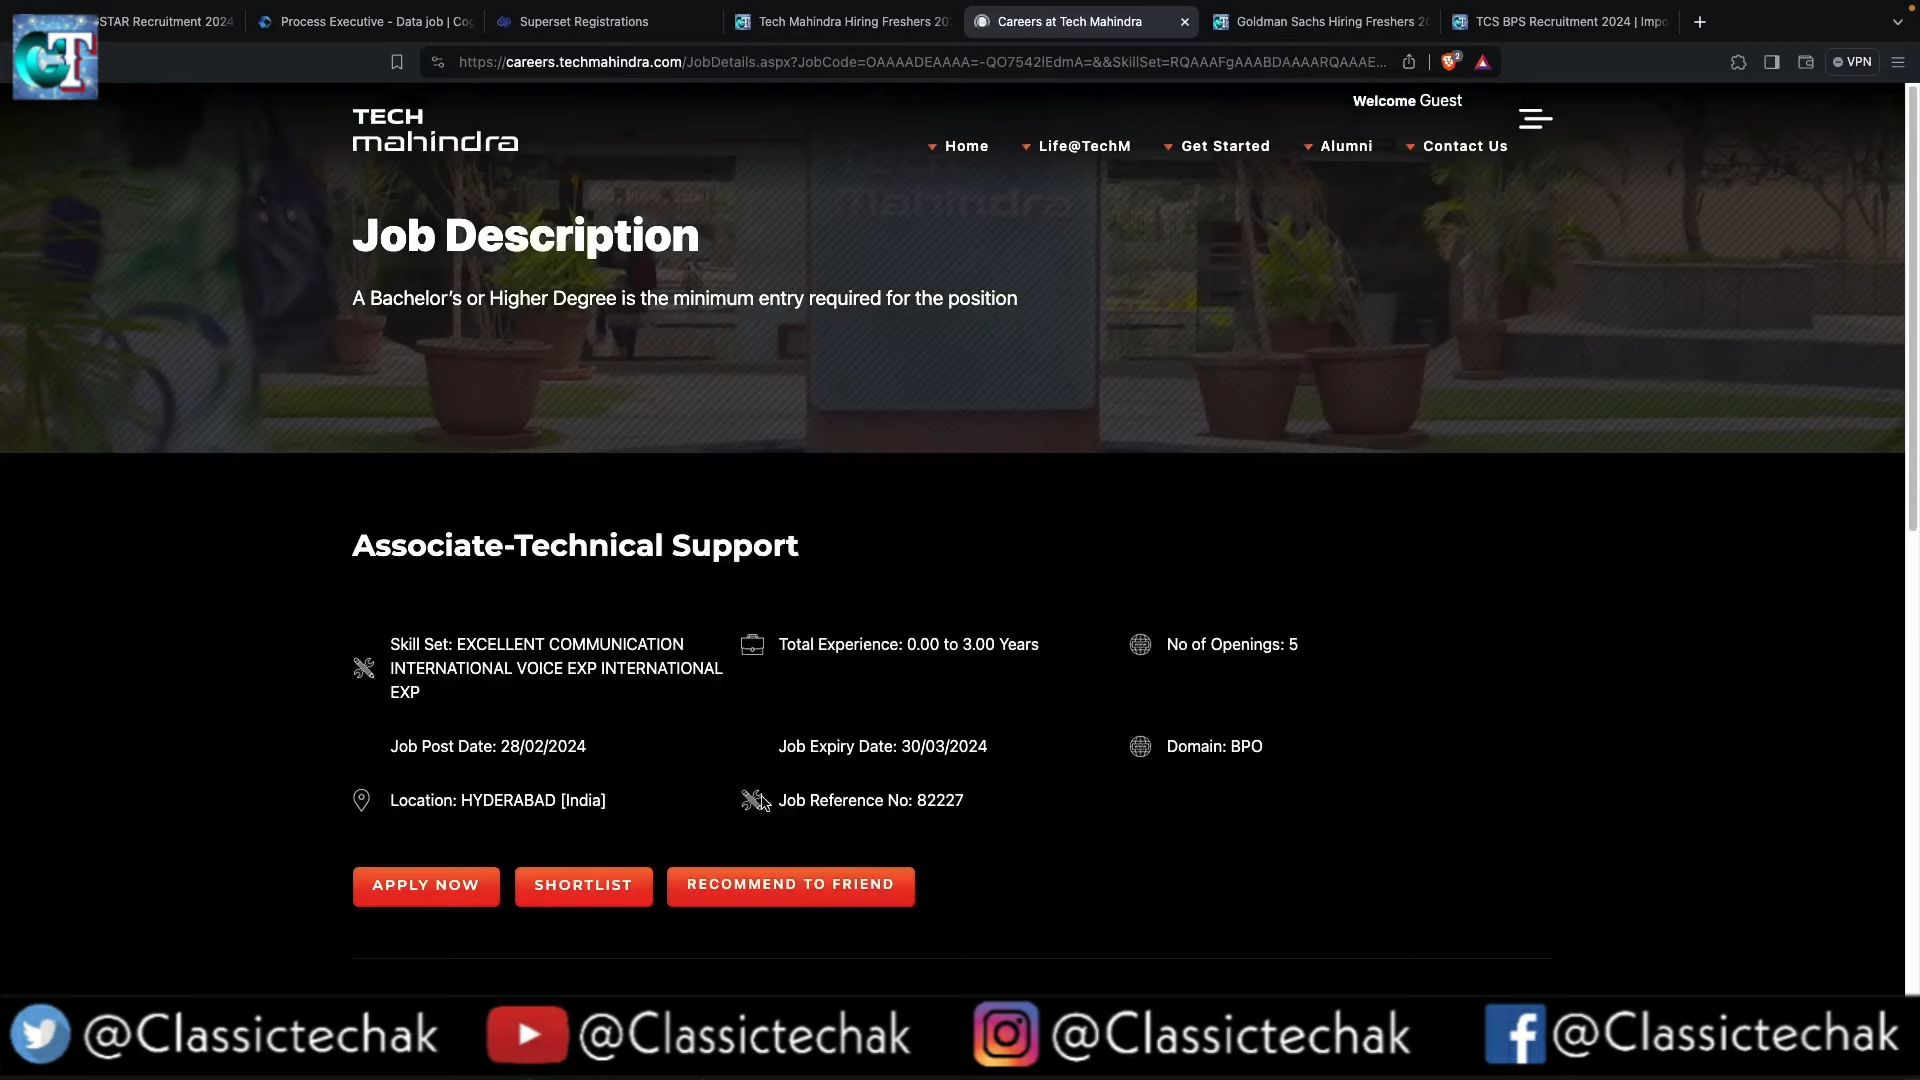 STAR Recruitment 2024
Process Executive - Data job | Cog
Superset Registrations
Tech Mahindra Hiring Freshers 20
Careers at Tech Mahindra
Goldman Sachs Hiring Freshers 2
TCS BPS Recruitment 2024 | Impo
CT
https://careers.techmahindra.com/JobDetails.aspx?JobCode=OAAAADEAAAA=-QO7542lEdmA=&&SkillSet=RQAAAFgAAABDAAAARQAAAE...
2
VPN
Welcome Guest
TECH
mahindra
Home
Life@TechM
Get Started
Alumni
Contact Us
mahindra
Job Description
A Bachelor's or Higher Degree is the minimum entry required for the position
Associate-Technical Support
Skill Set: EXCELLENT COMMUNICATION
INTERNATIONAL VOICE EXP INTERNATIONAL
EXP
Total Experience: 0.00 to 3.00 Years
No of Openings: 5
Job Post Date: 28/02/2024
Job Expiry Date: 30/03/2024
Domain: BPO
Location: HYDERABAD [India]
Job Reference No: 82227
APPLY NOW
SHORTLIST
RECOMMEND TO FRIEND
@Classictechak
@Classictechak
@Classictechak
@Classictechak